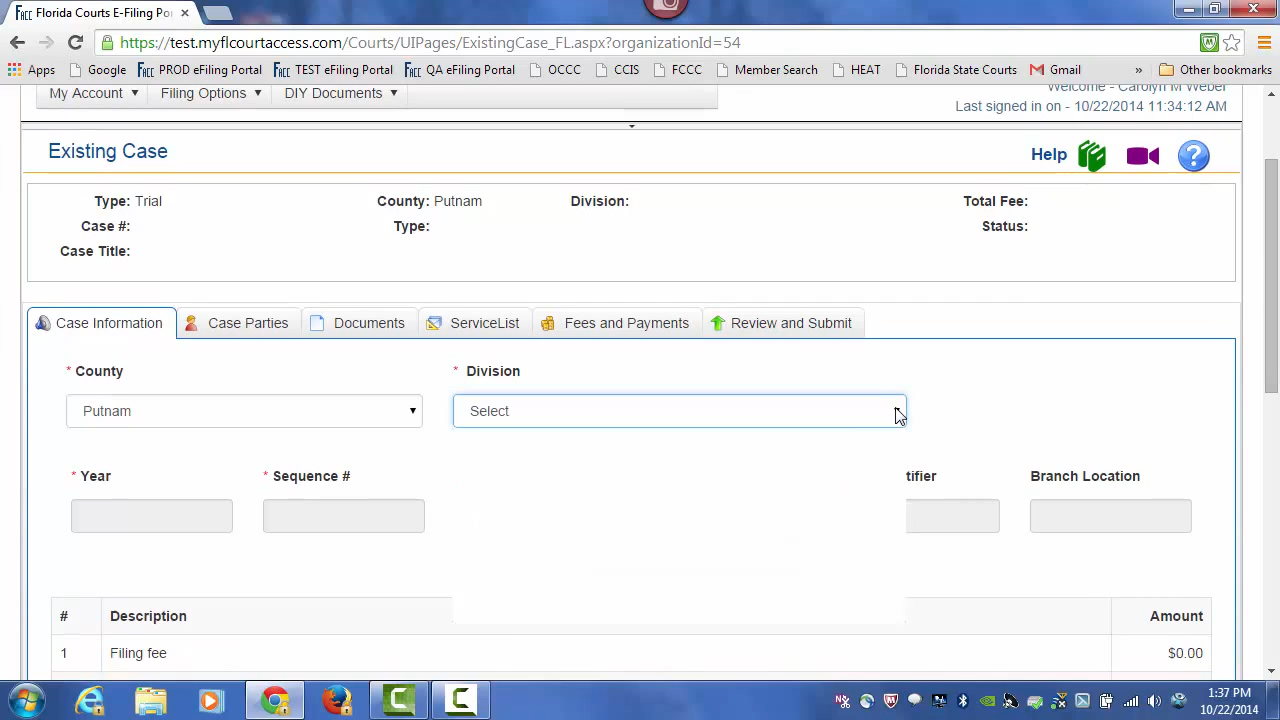 Florida Courts E-Filing Po
https://test.myflcourtaccess.com/Courts/UIPages/ExistingCase_FI.aspx?organizationId=54
Apps Google PROD eFiling Portal TEST eFiling Portal QA eFiling Portal OCCC CCIS FCCC Member Search HEAT Florida State Courts Gmail » Other bookmarks
My Account Filing Options DIY Documents
Welcome - Carolyn M Weber
Last signed in on - 10/22/2014 11:34:12 AM
Existing Case
Help
Type: Trial County: Putnam Division: Total Fee:
Case #: Type: Status:
Case Title:
Case Information Case Parties Documents ServiceList Fees and Payments Review and Submit
* County * Division
Putnam Select
* Year * Sequence # tifier Branch Location
# Description Amount
1 Filing fee $0.00
1:37 PM
10/22/2014